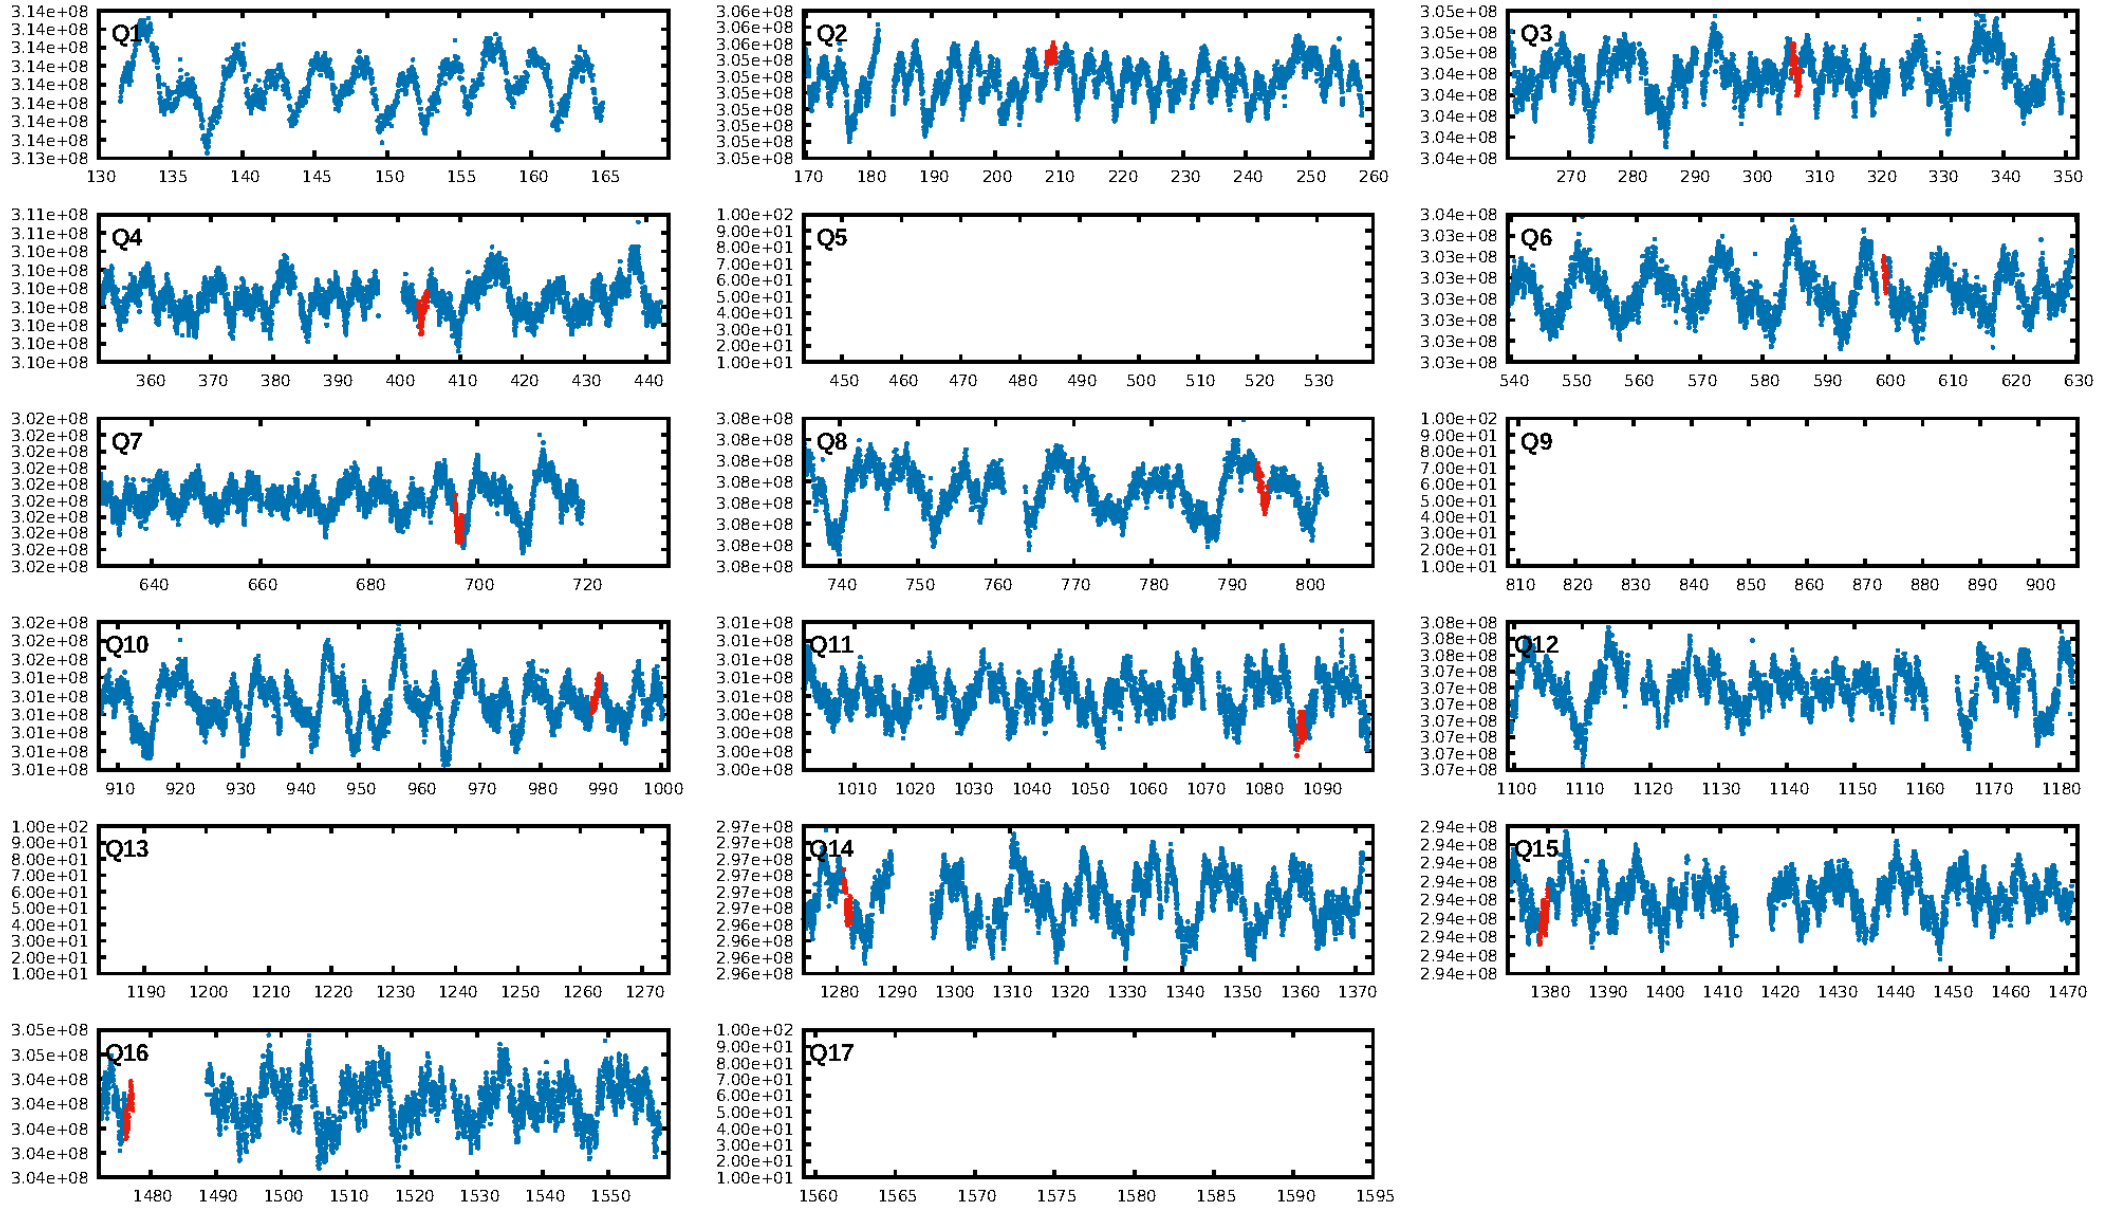 3.14e+08
3.14e+08
3.14e+08
3.14e+08
3.14e+08
3.14e+08
3.14e+08
3.14e+08
3.13e+08
Q1
130 135 140 145 150 155 160 165
3.06e+08
3.06e+08
3.06e+08
3.05e+08
3.05e+08
3.05e+08
3.05e+08
3.05e+08
3.05e+08
3.05e+08
Q2
170 180 190 200 210 220 230 240 250 260
3.05e+08
3.05e+08
3.05e+08
3.04e+08
3.04e+08
3.04e+08
3.04e+08
3.04e+08
Q3
270 280 290 300 310 320 330 340 350
3.11e+08
3.11e+08
3.10e+08
3.10e+08
3.10e+08
3.10e+08
3.10e+08
3.10e+08
3.10e+08
Q4
360 370 380 390 400 410 420 430 440
1.00e+02
9.00e+01
8.00e+01
7.00e+01
6.00e+01
5.00e+01
4.00e+01
3.00e+01
2.00e+01
1.00e+01
Q5
450 460 470 480 490 500 510 520 530
3.04e+08
3.03e+08
3.03e+08
3.03e+08
3.03e+08
3.03e+08
3.03e+08
3.03e+08
Q6
540 550 560 570 580 590 600 610 620 630
3.02e+08
3.02e+08
3.02e+08
3.02e+08
3.02e+08
3.02e+08
3.02e+08
3.02e+08
3.02e+08
3.02e+08
Q7
640 660 680 700 720
3.08e+08
3.08e+08
3.08e+08
3.08e+08
3.08e+08
3.08e+08
3.08e+08
3.08e+08
Q8
740 750 760 770 780 790 800
1.00e+02
9.00e+01
8.00e+01
7.00e+01
6.00e+01
5.00e+01
4.00e+01
3.00e+01
2.00e+01
1.00e+01
Q9
810 820 830 840 850 860 870 880 890 900
3.02e+08
3.02e+08
3.02e+08
3.01e+08
3.01e+08
3.01e+08
3.01e+08
3.01e+08
3.01e+08
Q10
910 920 930 940 950 960 970 980 990 1000
3.01e+08
3.01e+08
3.01e+08
3.01e+08
3.01e+08
3.00e+08
3.00e+08
3.00e+08
3.00e+08
Q11
1010 1020 1030 1040 1050 1060 1070 1080 1090
3.08e+08
3.08e+08
3.08e+08
3.07e+08
3.07e+08
3.07e+08
3.07e+08
3.07e+08
3.07e+08
3.07e+08
Q12
1100 1110 1120 1130 1140 1150 1160 1170 1180
1.00e+02
9.00e+01
8.00e+01
7.00e+01
6.00e+01
5.00e+01
4.00e+01
3.00e+01
2.00e+01
1.00e+01
Q13
1190 1200 1210 1220 1230 1240 1250 1260 1270
2.97e+08
2.97e+08
2.97e+08
2.97e+08
2.97e+08
2.97e+08
2.96e+08
2.96e+08
2.96e+08
Q14
1280 1290 1300 1310 1320 1330 1340 1350 1360 1370
2.94e+08
2.94e+08
2.94e+08
2.94e+08
2.94e+08
2.94e+08
2.94e+08
2.94e+08
2.94e+08
Q15
1380 1390 1400 1410 1420 1430 1440 1450 1460 1470
3.05e+08
3.05e+08
3.04e+08
3.04e+08
3.04e+08
3.04e+08
3.04e+08
Q16
1480 1490 1500 1510 1520 1530 1540 1550
1.00e+02
9.00e+01
8.00e+01
7.00e+01
6.00e+01
5.00e+01
4.00e+01
3.00e+01
2.00e+01
1.00e+01
Q17
1560 1565 1570 1575 1580 1585 1590 1595